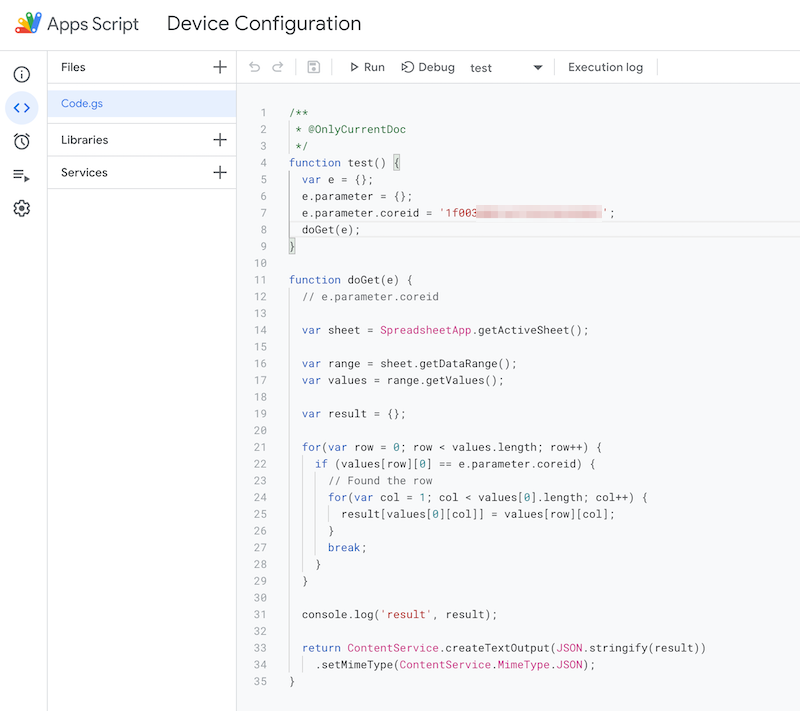 Apps Script Device Configuration
Files
Run Debug test Execution log
Code.gs
Libraries
Services
1 /**
2 * @OnlyCurrentDoc
3 */
4 function test() {
5 var e = {};
6 e.parameter = {};
7 e.parameter.coreid = '1f003 ';
8 doGet(e);
9 }
10
11 function doGet(e) {
12 // e.parameter.coreid
13
14 var sheet = SpreadsheetApp.getActiveSheet();
15
16 var range = sheet.getDataRange();
17 var values = range.getValues();
18
19 var result = {};
20
21 for(var row = 0; row < values.length; row++) {
22 if (values[row][0] == e.parameter.coreid) {
23 // Found the row
24 for(var col = 1; col < values[0].length; col++) {
25 result[values[0][col]] = values[row][col];
26 }
27 break;
28 }
29 }
30
31 console.log('result', result);
32
33 return ContentService.createTextOutput(JSON.stringify(result))
34 .setMimeType(ContentService.MimeType.JSON);
35 }